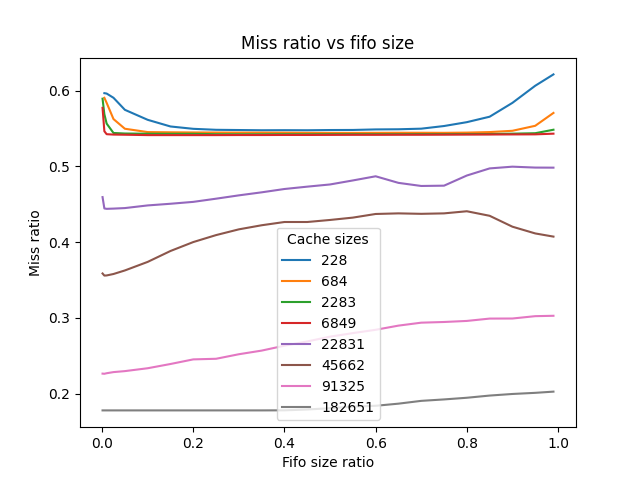 Miss ratio vs fifo size
Miss ratio
0.6
0.5
0.4
0.3
0.2
Cache sizes
228
684
2283
6849
22831
45662
91325
182651
0.0 0.2 0.4 0.6 0.8 1.0
Fifo size ratio